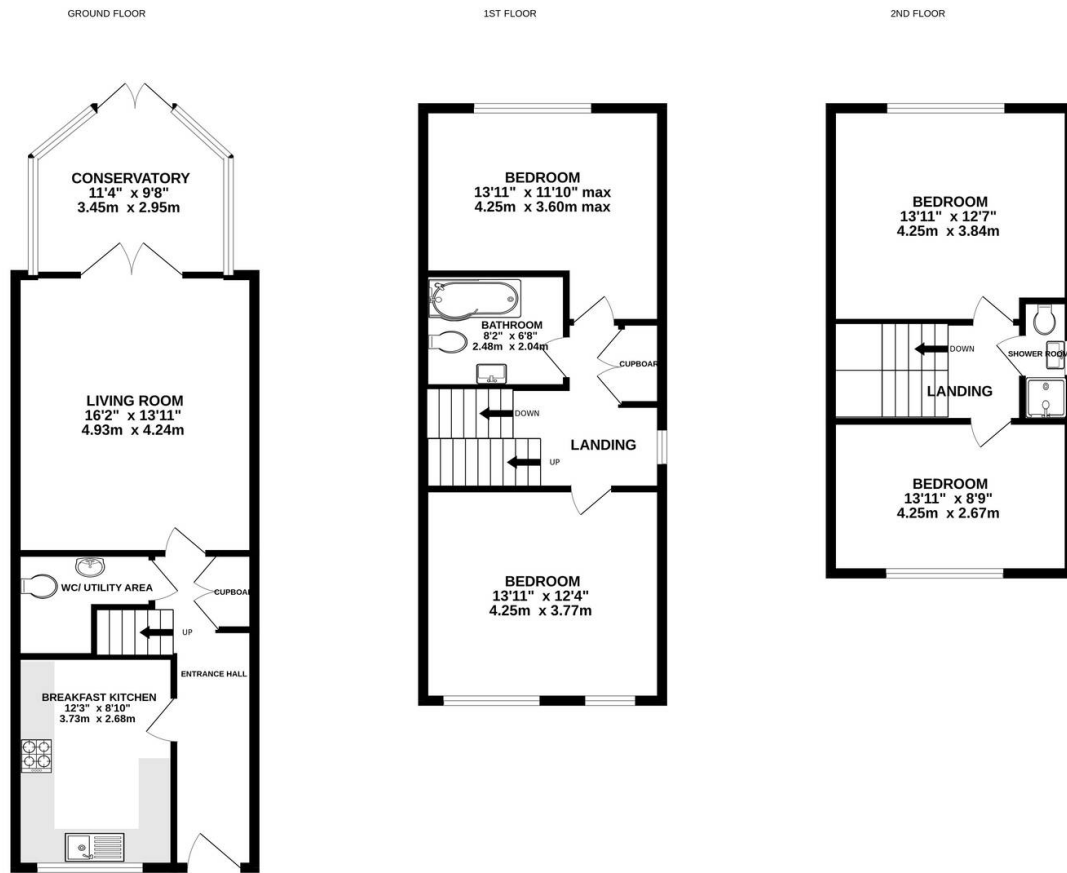 GROUND FLOOR
CONSERVATORY
11'4" x 9'8"
3.45m x 2.95m
LIVING ROOM
16'2" x 13'11"
4.93m x 4.24m
WC/ UTILITY AREA
CUPBOAR
UP
ENTRANCE HALL
BREAKFAST KITCHEN
12'3" x 8'10"
3.73m x 2.68m
1ST FLOOR
BEDROOM
13'11" x 11'10" max
4.25m x 3.60m max
BATHROOM
8'2" x 6'8"
2.48m x 2.04m
CUPBOAR
DOWN
LANDING
UP
BEDROOM
13'11" x 12'4"
4.25m x 3.77m
2ND FLOOR
BEDROOM
13'11" x 12'7"
4.25m x 3.84m
DOWN
SHOWER ROOM
LANDING
BEDROOM
13'11" x 8'9"
4.25m x 2.67m